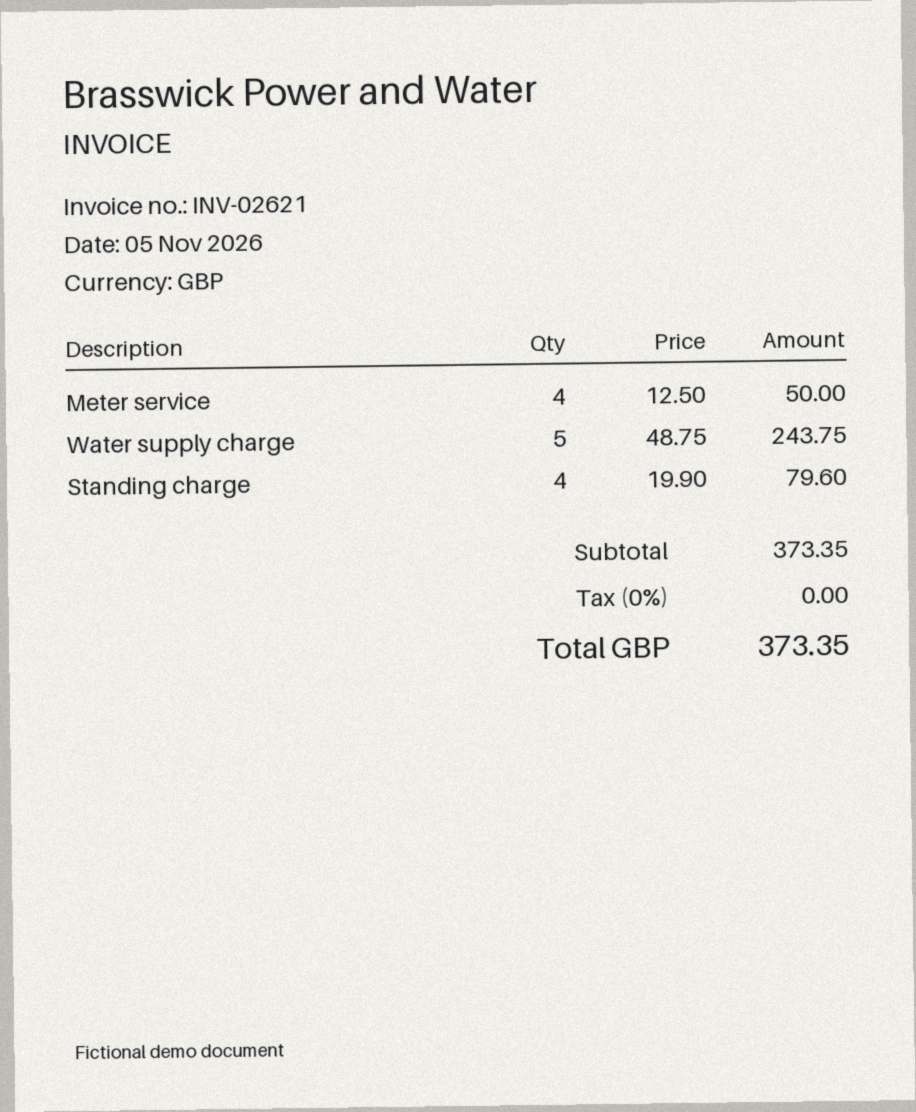 Brasswick Power and Water
INVOICE
Invoice no.: INV-02621
Date: 05 Nov 2026
Currency: GBP
Description Qty Price Amount
Meter service 4 12.50 50.00
Water supply charge 5 48.75 243.75
Standing charge 4 19.90 79.60
Subtotal 373.35
Tax (0%) 0.00
Total GBP 373.35
Fictional demo document